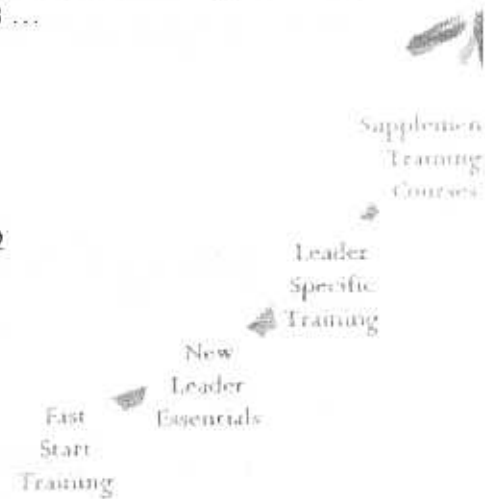 Fast
Start
Training
New
Leader
Essentials
Leader
Specific
Training
Supplemen
Training
Courses